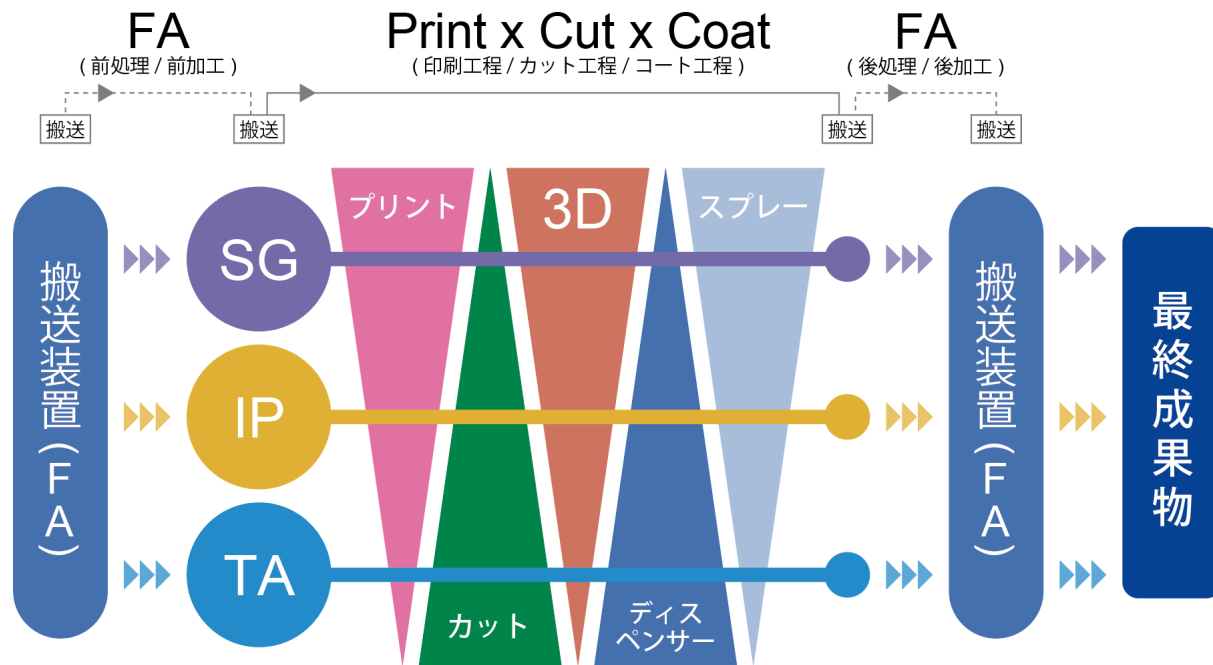 FA
(前処理 / 前加工)
Print x Cut x Coat
(印刷工程 / カット工程 / コート工程)
FA
(後処理 / 後加工)
搬送
搬送
搬送
搬送
搬送装置(FA)
SG
IP
TA
プリント
3D
スプレー
カット
ディス
ペンサー
搬送装置(FA)
最終成果物